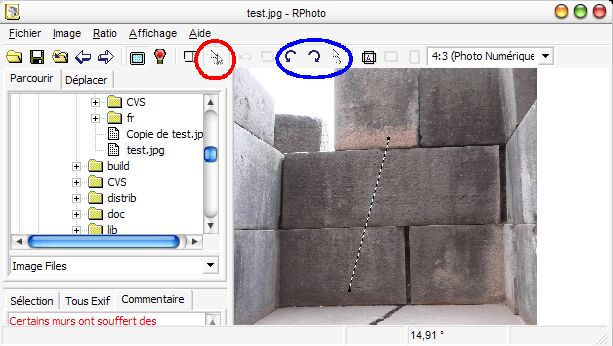 test.jpg - RPhoto
Fichier Image Ratio Affichage Aide
A 4:3 (Photo Numérique
Parcourir Déplacer
CVS
fr
Copie de test.jp
test.jpg
build
CVS
distrib
doc
lib
Image Files
Sélection Tous Exif Commentaire
Certains murs ont souffert des
14,91 °